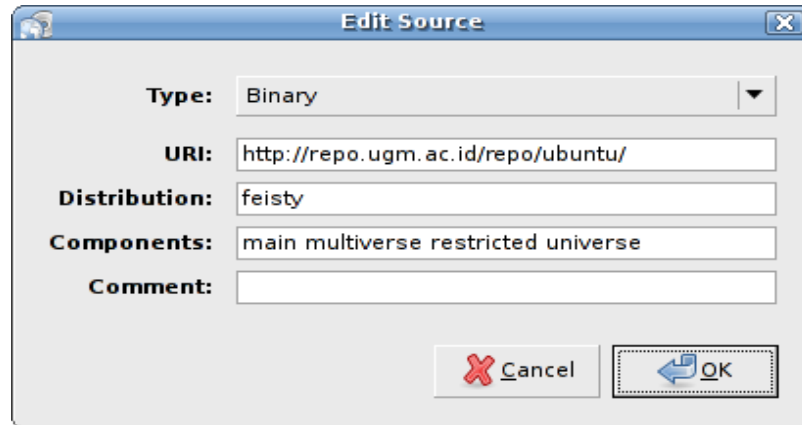 Edit Source
Type: Binary
URI: http://repo.ugm.ac.id/repo/ubuntu/
Distribution: feisty
Components: main multiverse restricted universe
Comment:
Cancel OK